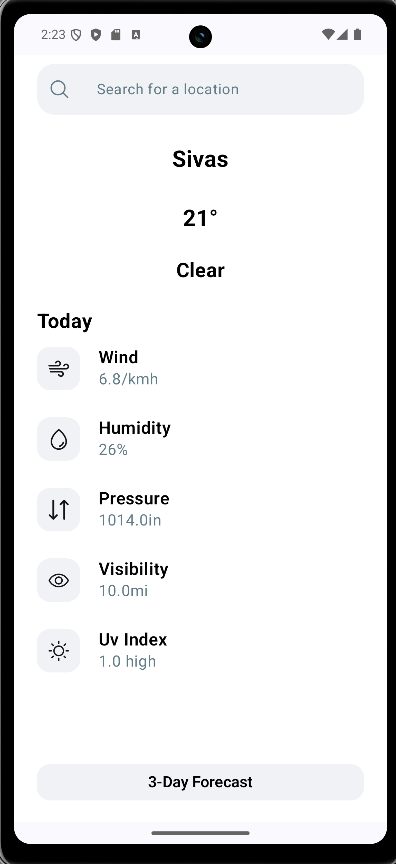 2:23
Search for a location
Sivas
21°
Clear
Today
Wind
6.8/kmh
Humidity
26%
Pressure
1014.0in
Visibility
10.0mi
Uv Index
1.0 high
3-Day Forecast